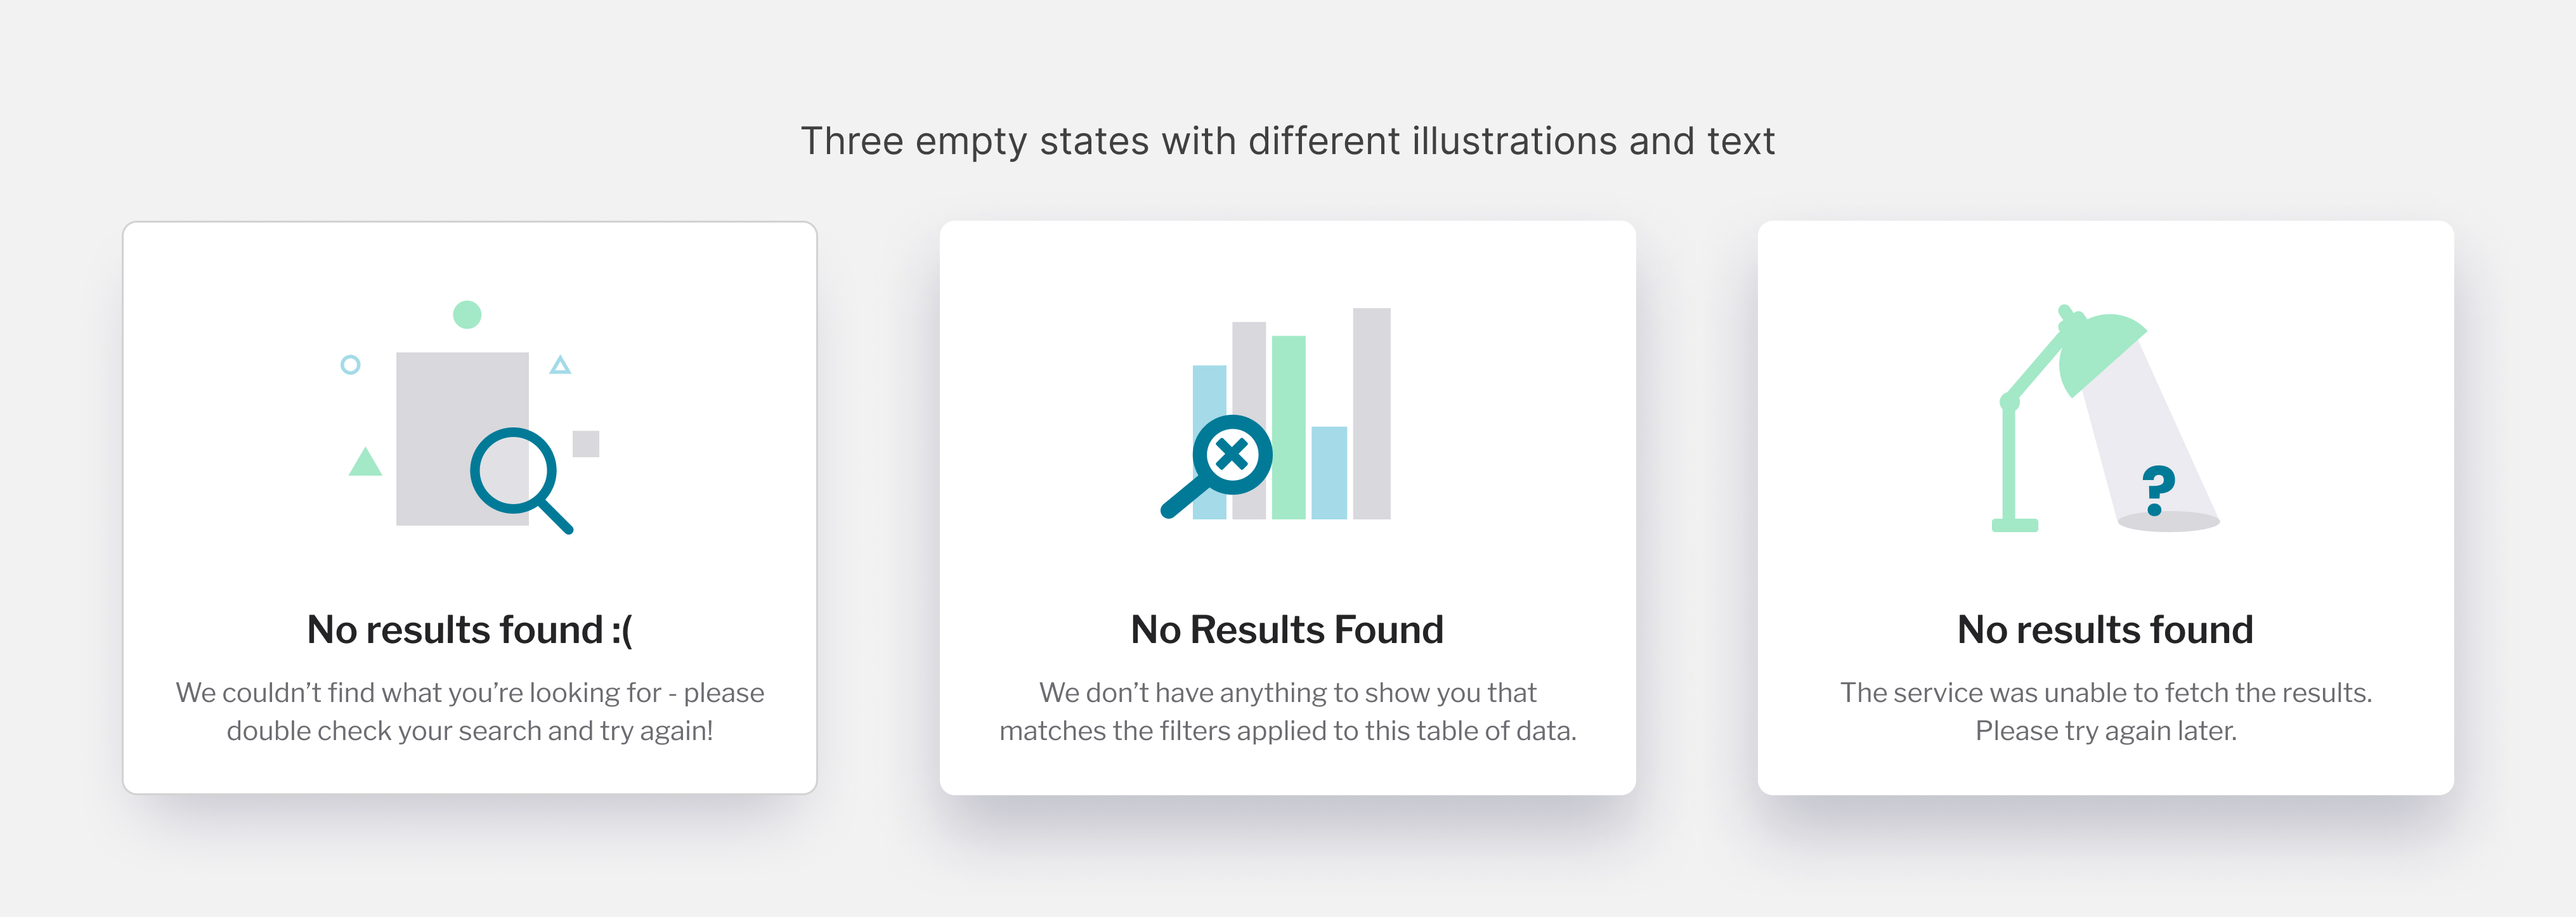 Three empty states with different illustrations and text
No results found :(
We couldn’t find what you’re looking for - please
double check your search and try again!
No Results Found
We don’t have anything to show you that
matches the filters applied to this table of data.
?
No results found
The service was unable to fetch the results.
Please try again later.